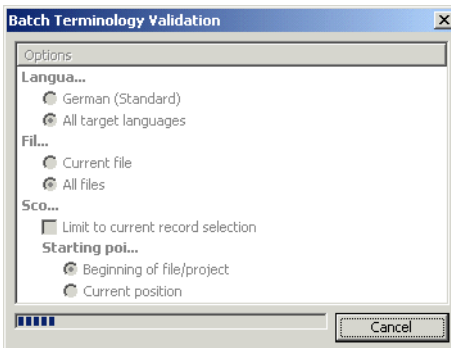 Batch Terminology Validation
Options
Langua...
German (Standard)
All target languages
Fil...
Current file
All files
Sco...
Limit to current record selection
Starting poi...
Beginning of file/project
Current position
Cancel